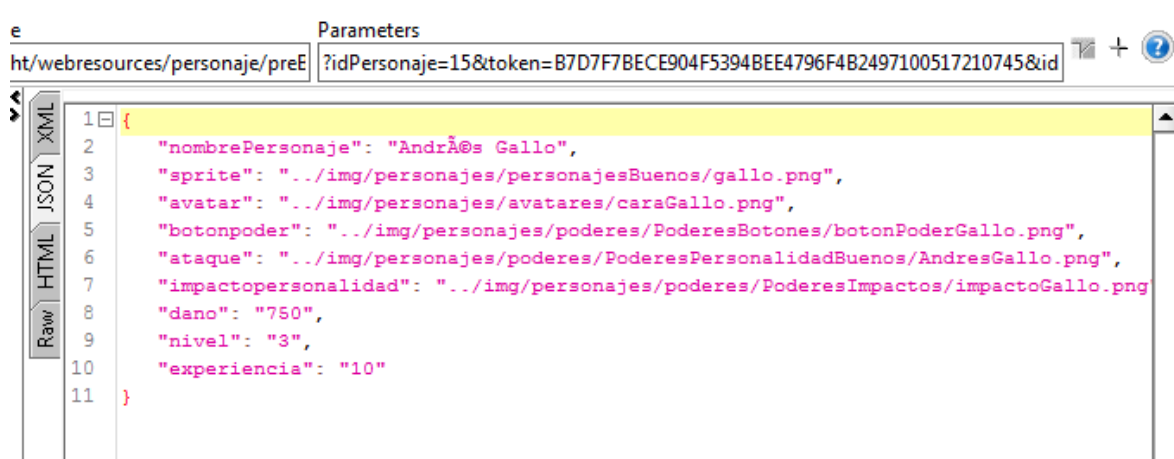 e
Parameters
ht/webresources/personaje/preE
?idPersonaje=15&token=B7D7F7BECE904F5394BEE4796F4B2497100517210745&id
XML
JSON
HTML
Raw
1 {
2 "nombrePersonaje": "AndrÃ©s Gallo",
3 "sprite": "../img/personajes/personajesBuenos/gallo.png",
4 "avatar": "../img/personajes/avatares/caraGallo.png",
5 "botonpoder": "../img/personajes/poderes/PoderesBotones/botonPoderGallo.png",
6 "ataque": "../img/personajes/poderes/PoderesPersonalidadBuenos/AndresGallo.png",
7 "impactopersonalidad": "../img/personajes/poderes/PoderesImpactos/impactoGallo.png"
8 "dano": "750",
9 "nivel": "3",
10 "experiencia": "10"
11 }